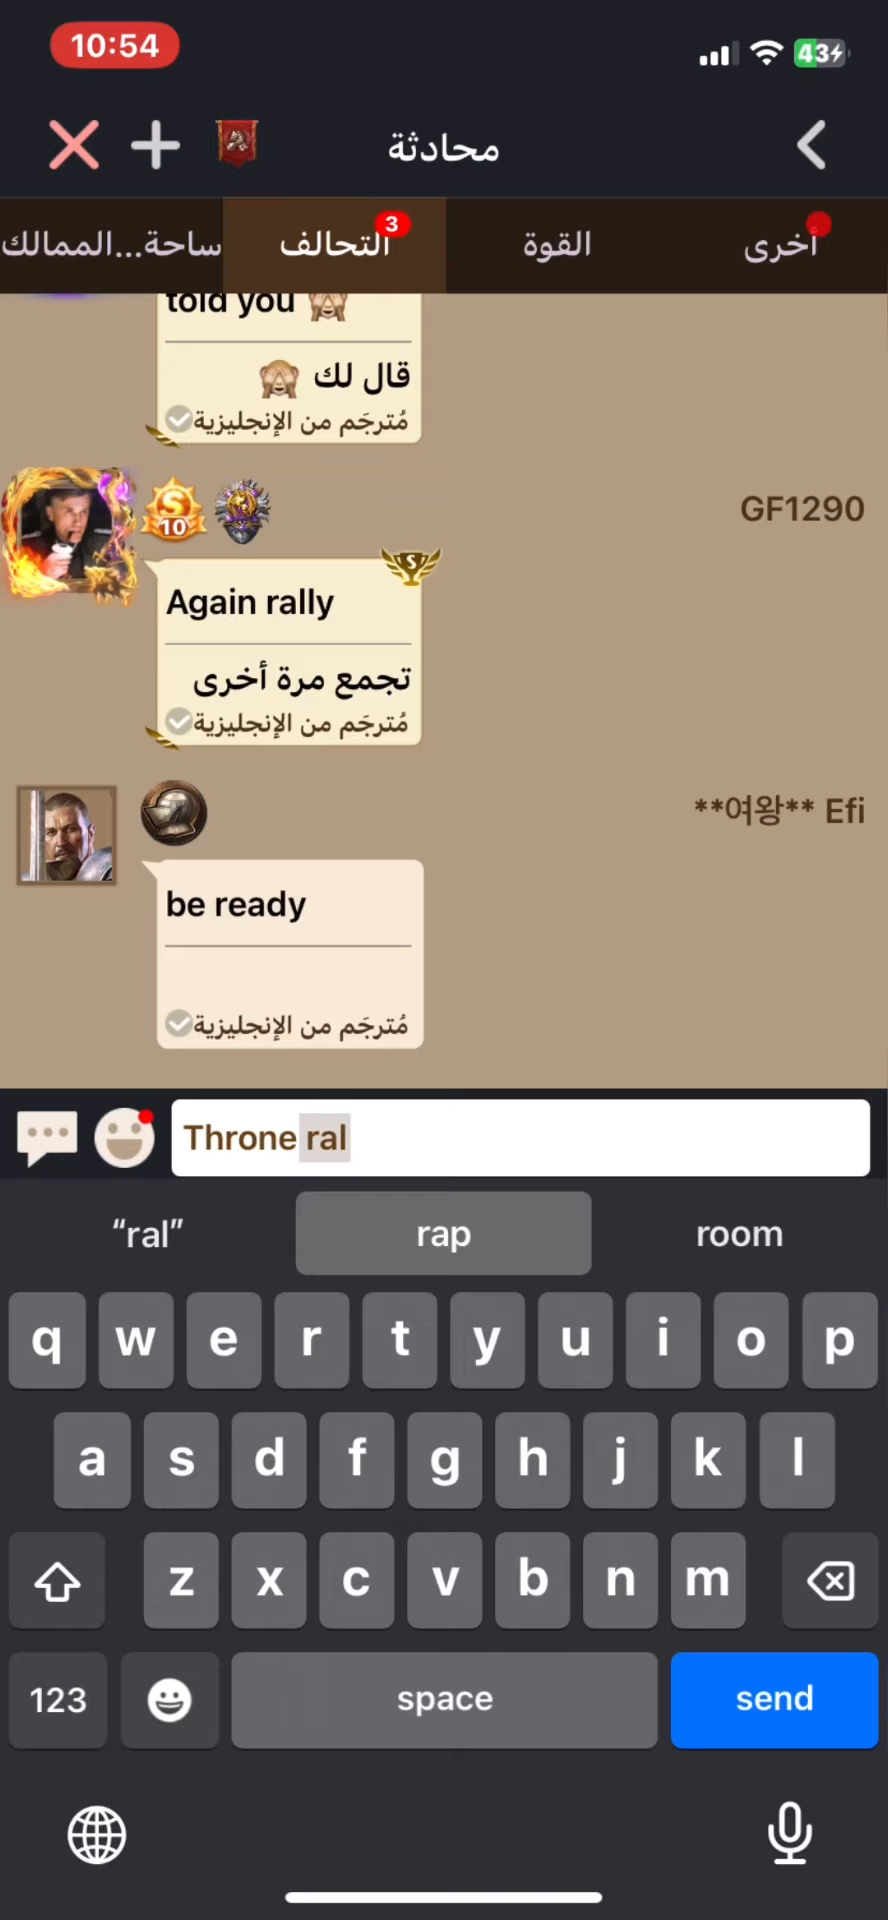 10:54
43
محادثة
أخرى
القوة
التحالف
3
ساحة...الممالك
told you 🙈
قال لك 🙈
مُترجَم من الإنجليزية
S
10
GF1290
S
Again rally
تجمع مرة أخرى
مُترجَم من الإنجليزية
**여왕** Efi
be ready
مُترجَم من الإنجليزية
Throne ral
“ral”
rap
room
q w e r t y u i o p
a s d f g h j k l
z x c v b n m
123
space
send